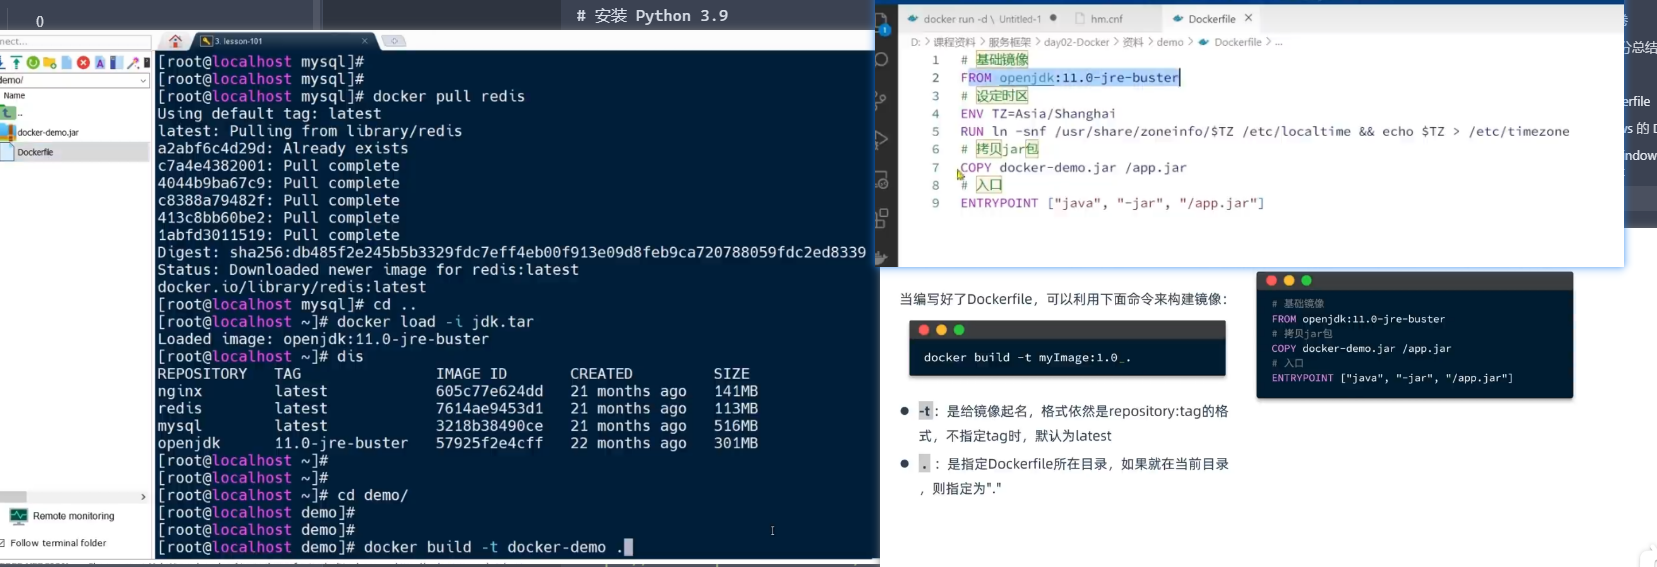 ()
# 安装 Python 3.9
nect...
3. lesson-101
demo/
Name
..
docker-demo.jar
Dockerfile
Remote monitoring
Follow terminal folder
[root@localhost mysql]#
[root@localhost mysql]#
[root@localhost mysql]# docker pull redis
Using default tag: latest
latest: Pulling from library/redis
a2abf6c4d29d: Already exists
c7a4e4382001: Pull complete
4044b9ba67c9: Pull complete
c8388a79482f: Pull complete
413c8bb60be2: Pull complete
1abfd3011519: Pull complete
Digest: sha256:db485f2e245b5b3329fdc7eff4eb00f913e09d8feb9ca720788059fdc2ed8339
Status: Downloaded newer image for redis:latest
docker.io/library/redis:latest
[root@localhost mysql]# cd ..
[root@localhost ~]# docker load -i jdk.tar
Loaded image: openjdk:11.0-jre-buster
[root@localhost ~]# dis
REPOSITORY TAG IMAGE ID CREATED SIZE
nginx latest 605c77e624dd 21 months ago 141MB
redis latest 7614ae9453d1 21 months ago 113MB
mysql latest 3218b38490ce 21 months ago 516MB
openjdk 11.0-jre-buster 57925f2e4cff 22 months ago 301MB
[root@localhost ~]#
[root@localhost ~]#
[root@localhost ~]# cd demo/
[root@localhost demo]#
[root@localhost demo]#
[root@localhost demo]# docker build -t docker-demo .
docker run -d \ Untitled-1
hm.cnf
Dockerfile
D: > 课程资料 > 服务框架 > day02-Docker > 资料 > demo > Dockerfile > ...
1 # 基础镜像
2 FROM openjdk:11.0-jre-buster
3 # 设定时区
4 ENV TZ=Asia/Shanghai
5 RUN ln -snf /usr/share/zoneinfo/$TZ /etc/localtime && echo $TZ > /etc/timezone
6 # 拷贝jar包
7 COPY docker-demo.jar /app.jar
8 # 入口
9 ENTRYPOINT ["java", "-jar", "/app.jar"]
当编写好了Dockerfile，可以利用下面命令来构建镜像：
docker build -t myImage:1.0 .
-t：是给镜像起名，格式依然是repository:tag的格
式，不指定tag时，默认为latest
.：是指定Dockerfile所在目录，如果就在当前目录
，则指定为"."
# 基础镜像
FROM openjdk:11.0-jre-buster
# 拷贝jar包
COPY docker-demo.jar /app.jar
# 入口
ENTRYPOINT ["java", "-jar", "/app.jar"]
分总结
erfile
ws 的 D
indow